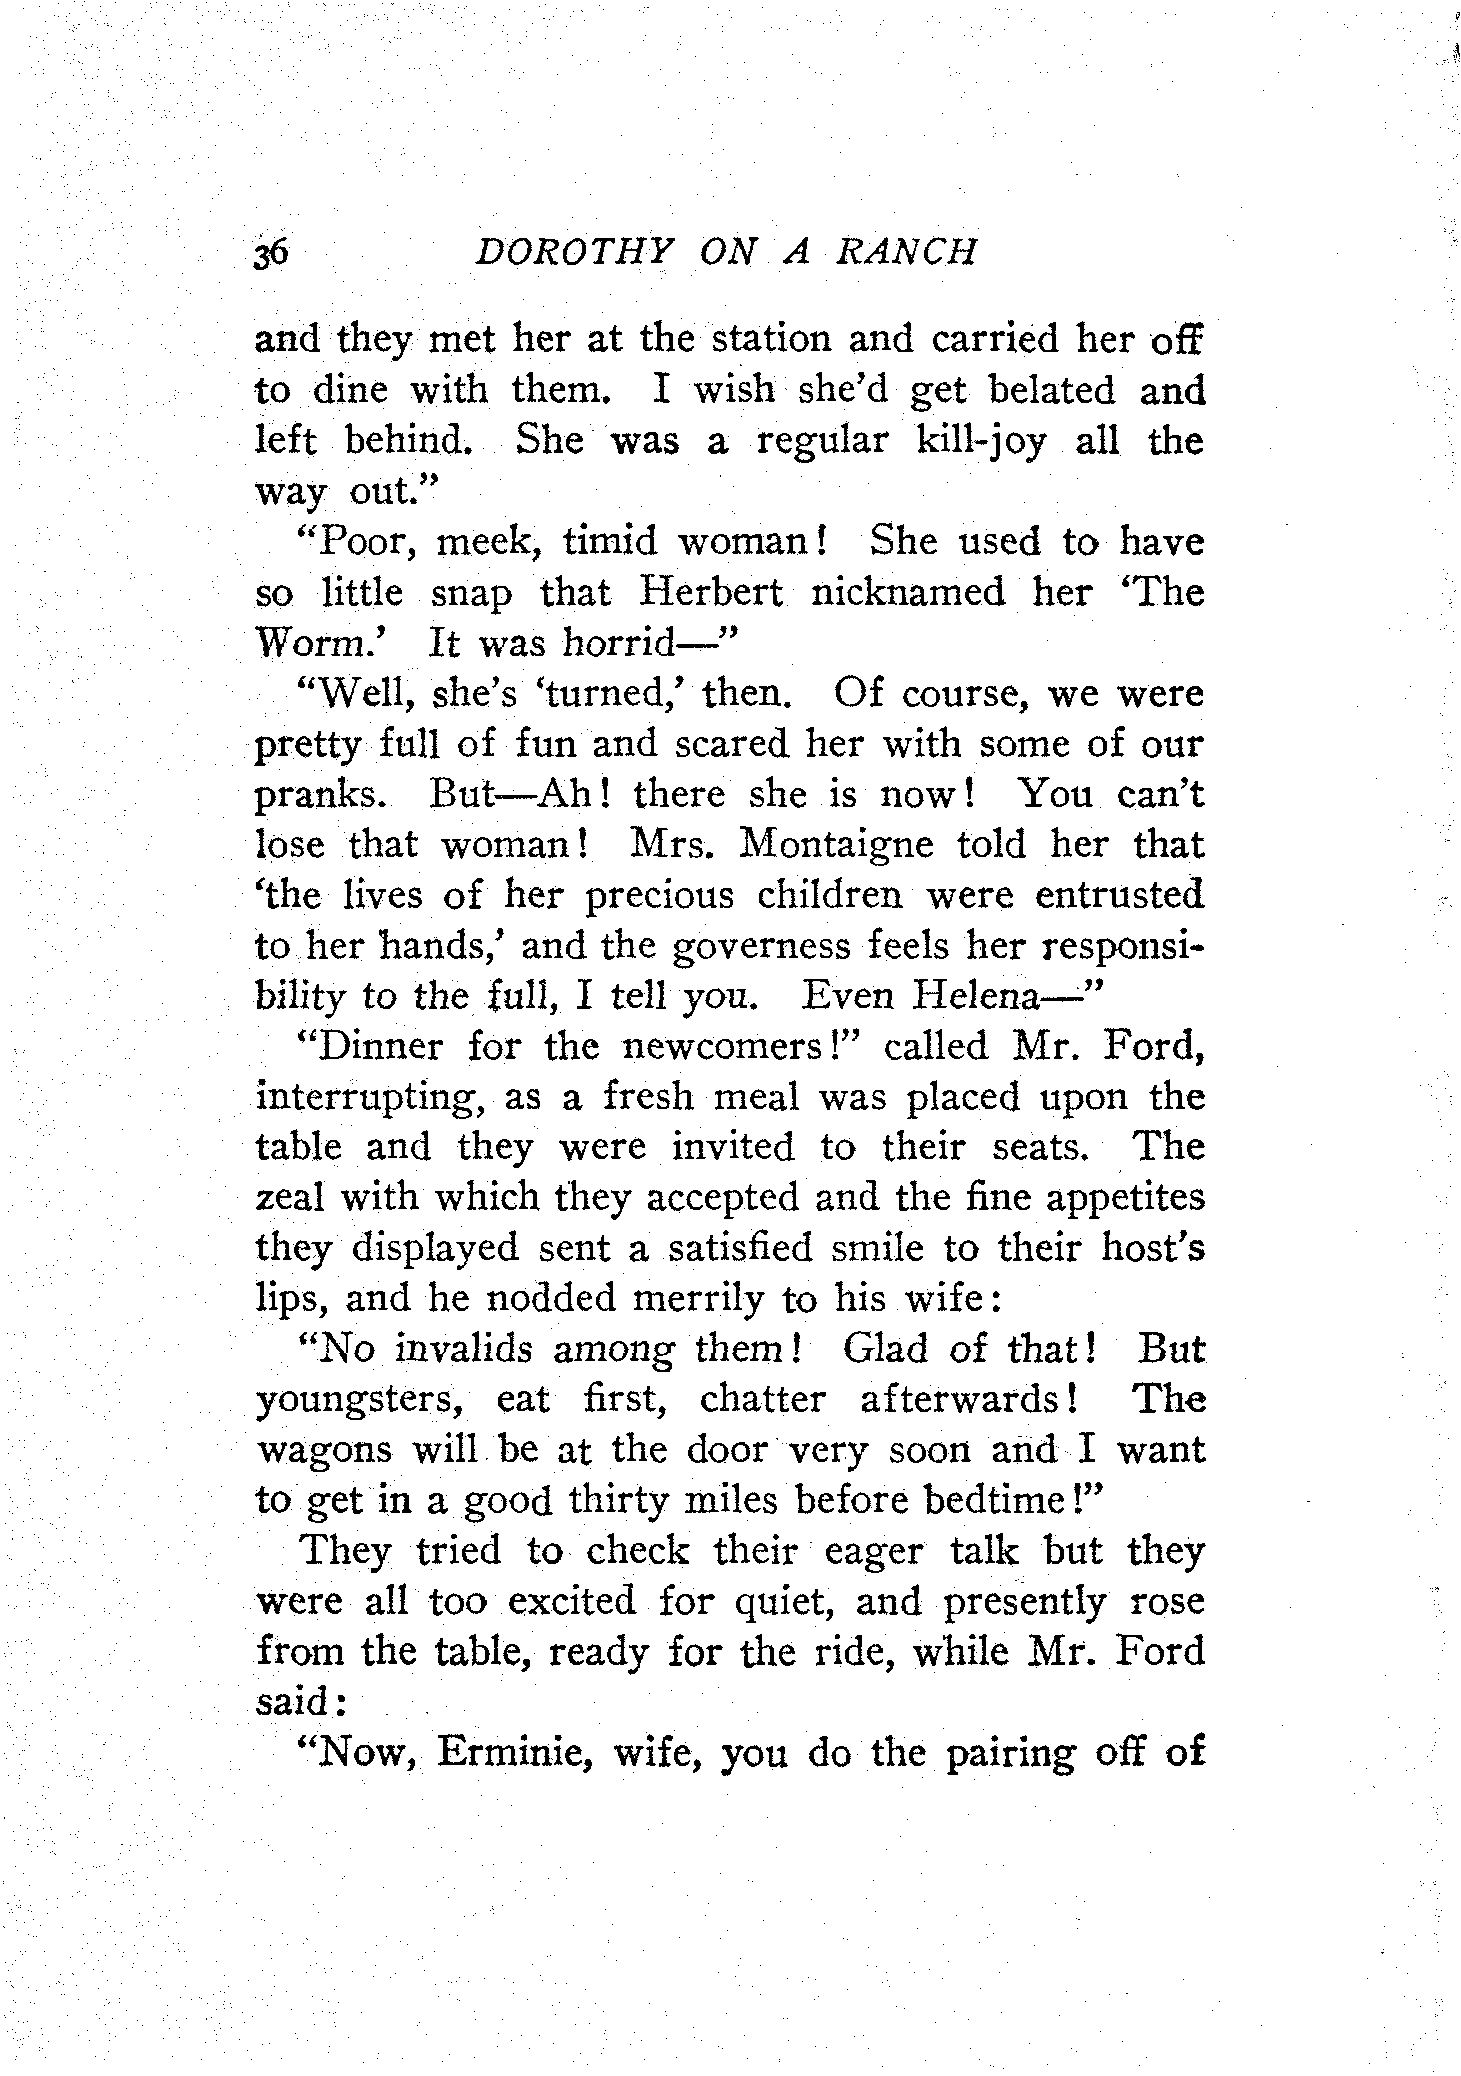 36 DOROTHY ON A RANCH
and they met her at the station and carried her off
to dine with them. I wish she'd get belated and
left behind. She was a regular kill-joy all the
way out."
"Poor, meek, timid woman! She used to have
so little snap that Herbert nicknamed her 'The
Worm.' It was horrid—"
"Well, she's 'turned,' then. Of course, we were
pretty full of fun and scared her with some of our
pranks. But—Ah! there she is now! You can't
lose that woman! Mrs. Montaigne told her that
'the lives of her precious children were entrusted
to her hands,' and the governess feels her responsi-
bility to the full, I tell you. Even Helena—"
"Dinner for the newcomers!" called Mr. Ford,
interrupting, as a fresh meal was placed upon the
table and they were invited to their seats. The
zeal with which they accepted and the fine appetites
they displayed sent a satisfied smile to their host's
lips, and he nodded merrily to his wife:
"No invalids among them! Glad of that! But
youngsters, eat first, chatter afterwards! The
wagons will be at the door very soon and I want
to get in a good thirty miles before bedtime!"
They tried to check their eager talk but they
were all too excited for quiet, and presently rose
from the table, ready for the ride, while Mr. Ford
said:
"Now, Erminie, wife, you do the pairing off of